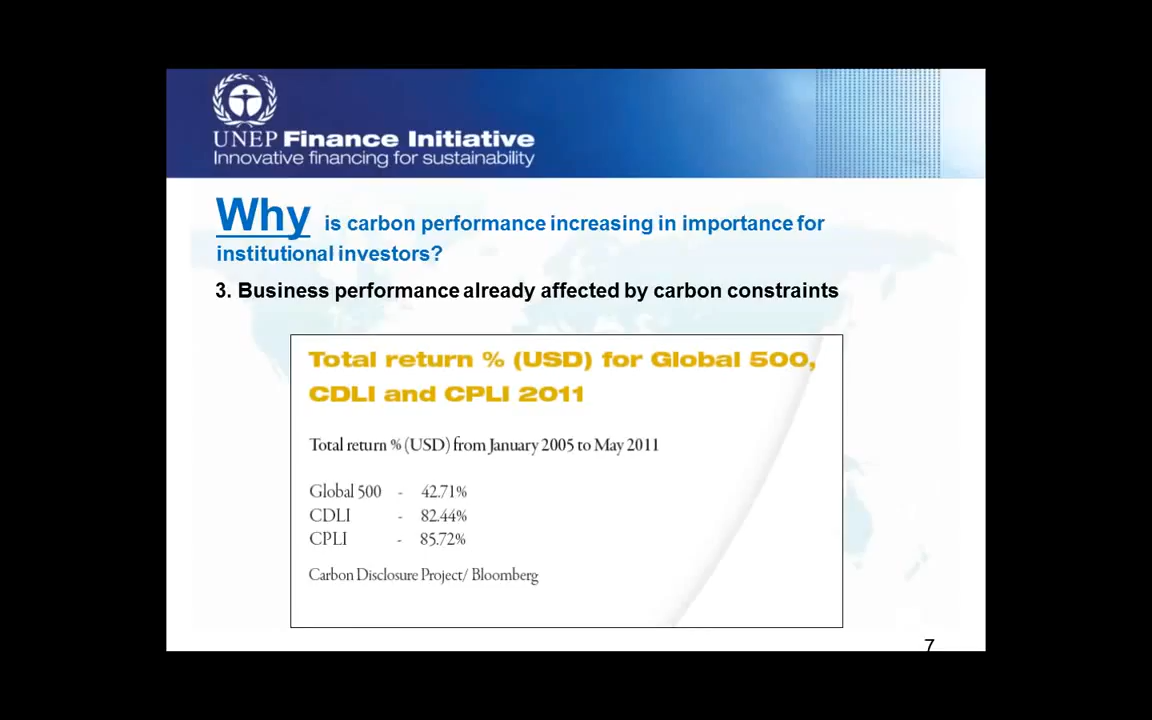 UNEP Finance Initiative
Innovative financing for sustainability
Why is carbon performance increasing in importance for
institutional investors?
3. Business performance already affected by carbon constraints
Total return % (USD) for Global 500,
CDLI and CPLI 2011
Total return % (USD) from January 2005 to May 2011
Global 500 - 42.71%
CDLI - 82.44%
CPLI - 85.72%
Carbon Disclosure Project/ Bloomberg
7